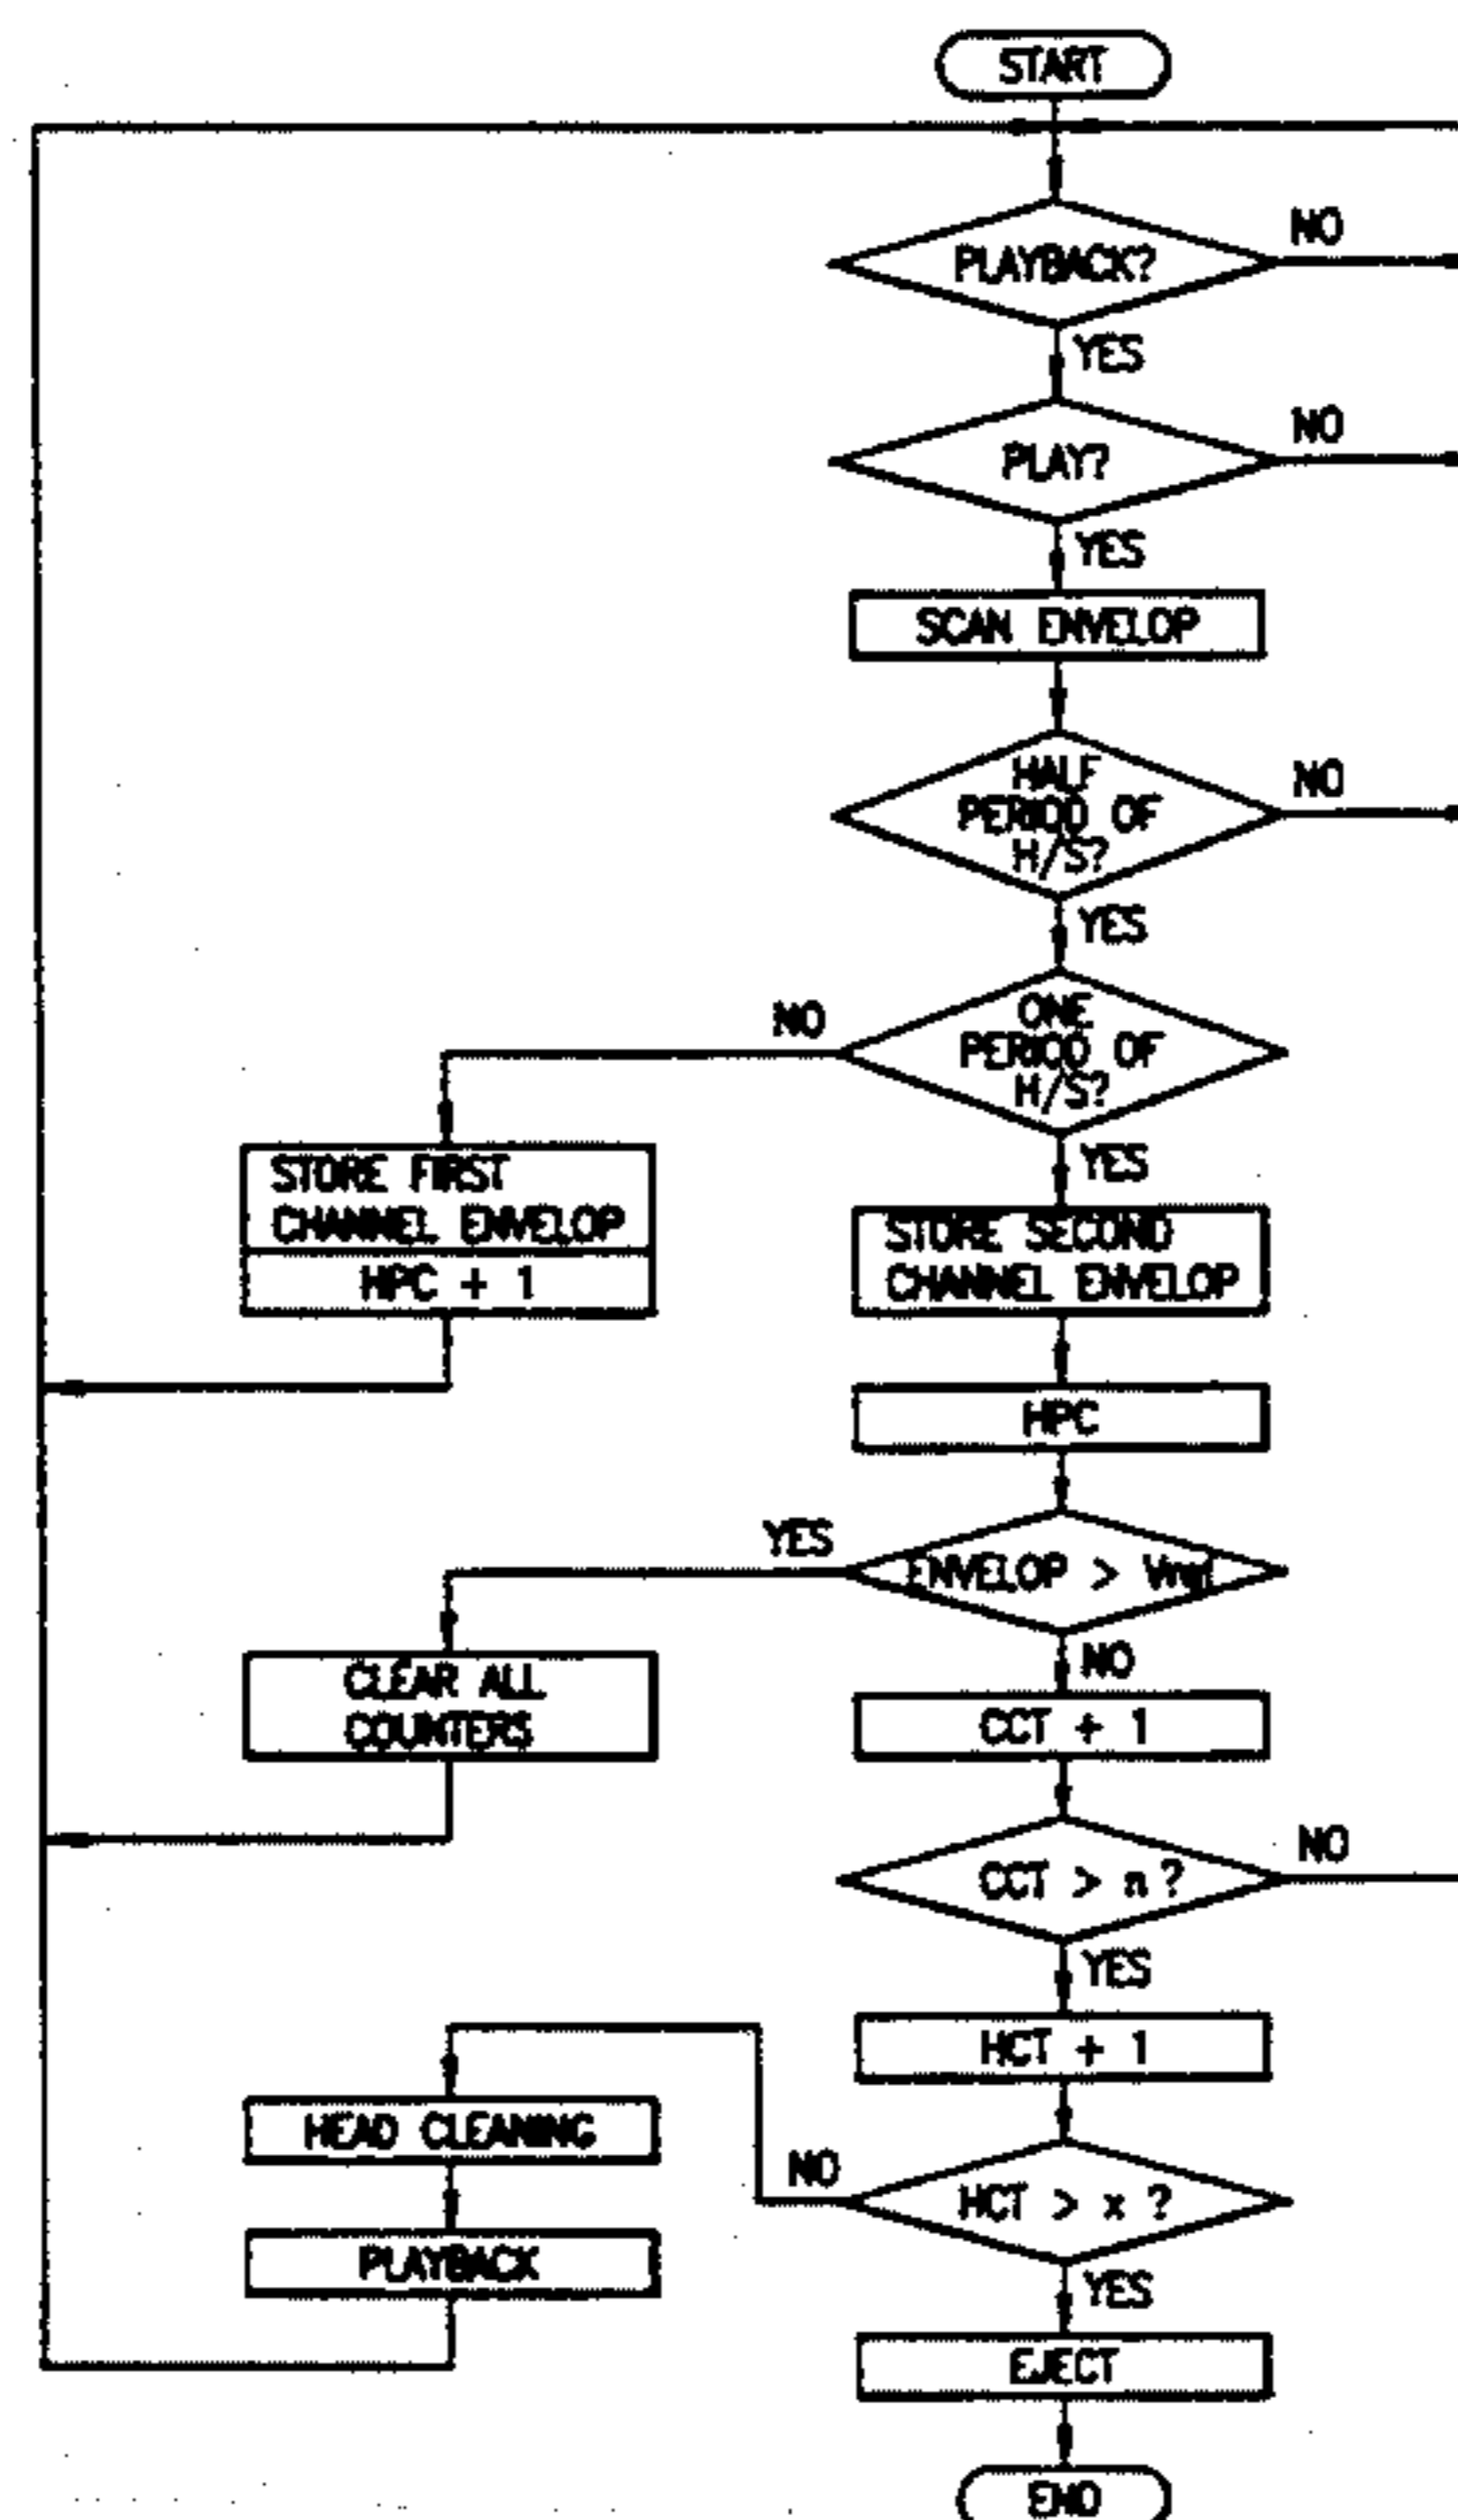 START
PLAYBACK?
NO
YES
PLAY?
NO
YES
SCAN ENVELOP
HALF
PERIOD OF
H/S?
NO
YES
ONE
PERIOD OF
H/S?
NO
YES
STORE FIRST
CHANNEL ENVELOP
HPC + 1
STORE SECOND
CHANNEL ENVELOP
HPC
ENVELOP >
YES
NO
CLEAR ALL
COUNTERS
CCT + 1
CCT > n ?
NO
YES
HCT + 1
HEAD CLEANING
NO
HCT > x ?
PLAYBACK
YES
EJECT
END